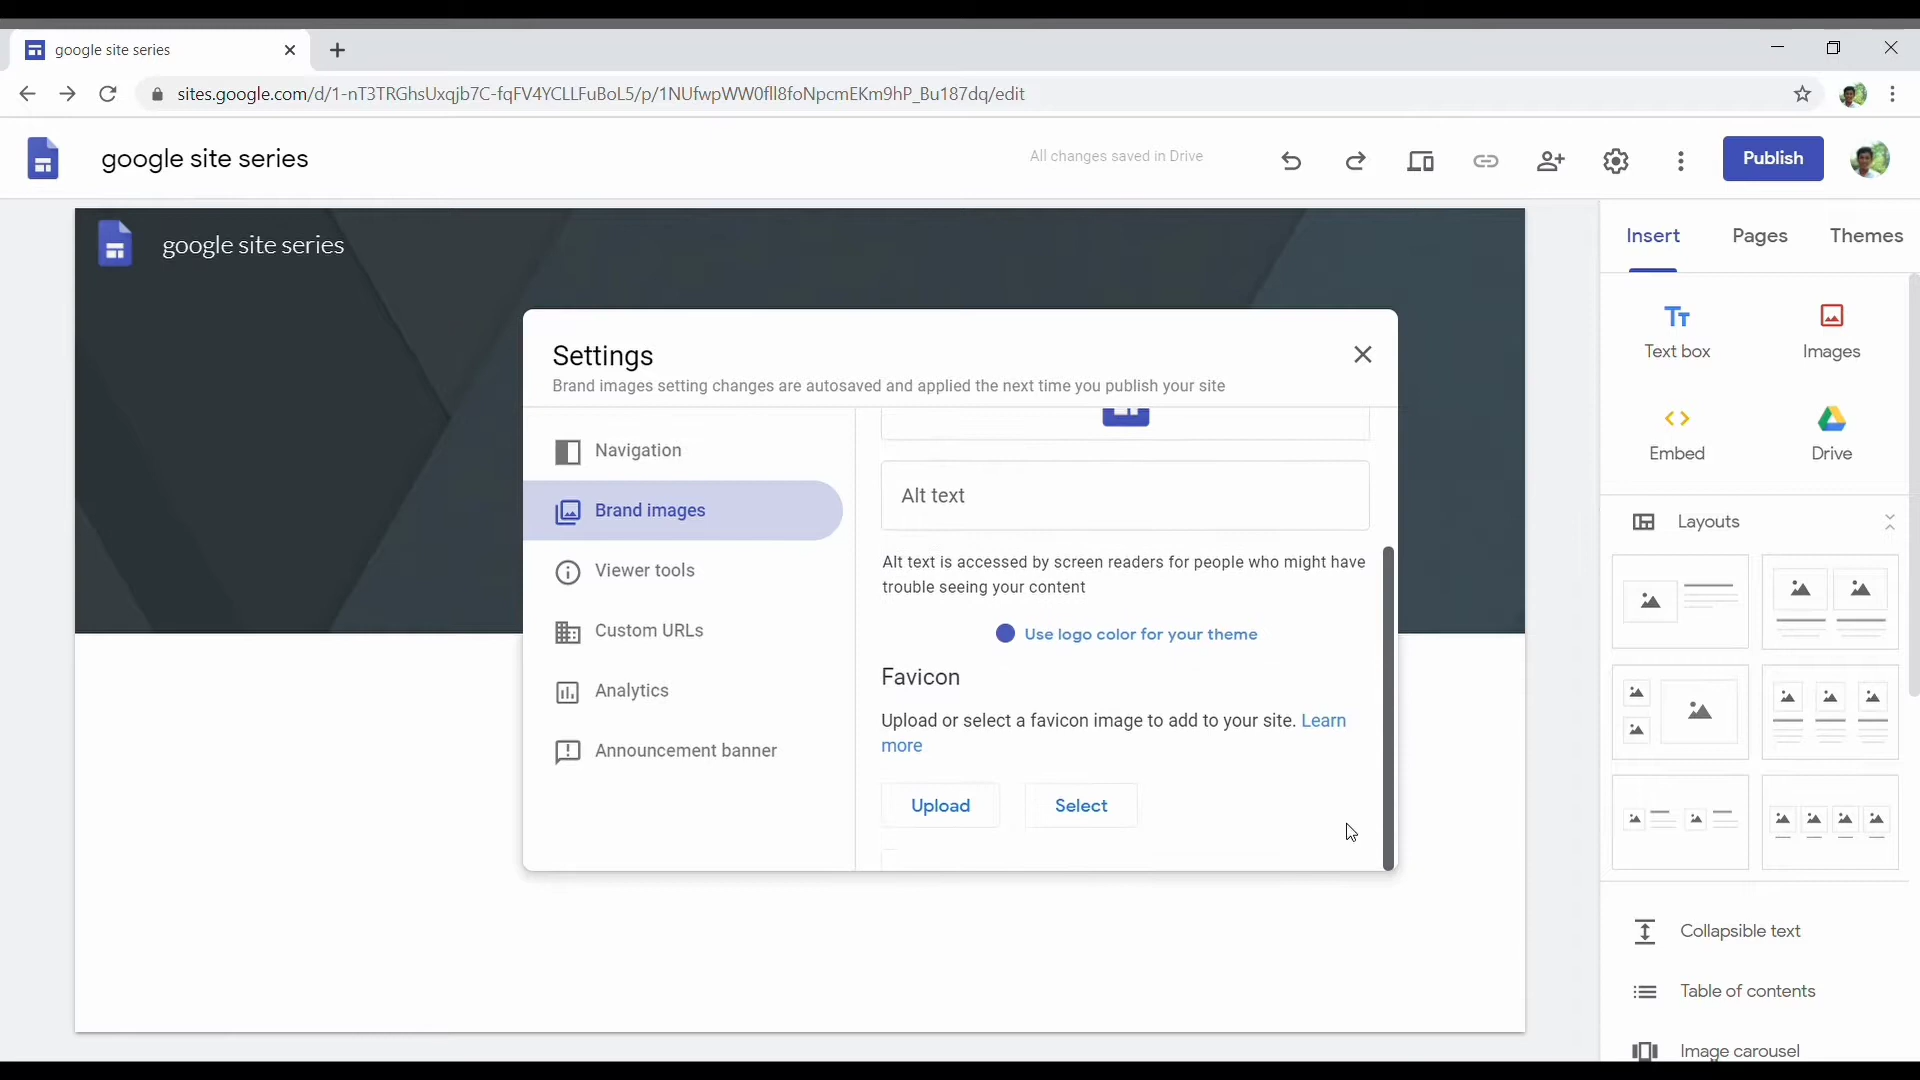 google site series
sites.google.com/d/1-nT3TRGhsUxqjb7C-fqFV4YCLLFuBoL5/p/1NUfwpWW0fll8foNpcmEKm9hP_Bu187dq/edit
google site series
All changes saved in Drive
Publish
google site series
Insert
Pages
Themes
Text box
Images
Embed
Drive
Layouts
Collapsible text
Table of contents
Image carousel
Settings
Brand images setting changes are autosaved and applied the next time you publish your site
Navigation
Brand images
Viewer tools
Custom URLs
Analytics
Announcement banner
Alt text
Alt text is accessed by screen readers for people who might have
trouble seeing your content
Use logo color for your theme
Favicon
Upload or select a favicon image to add to your site. Learn
more
Upload
Select